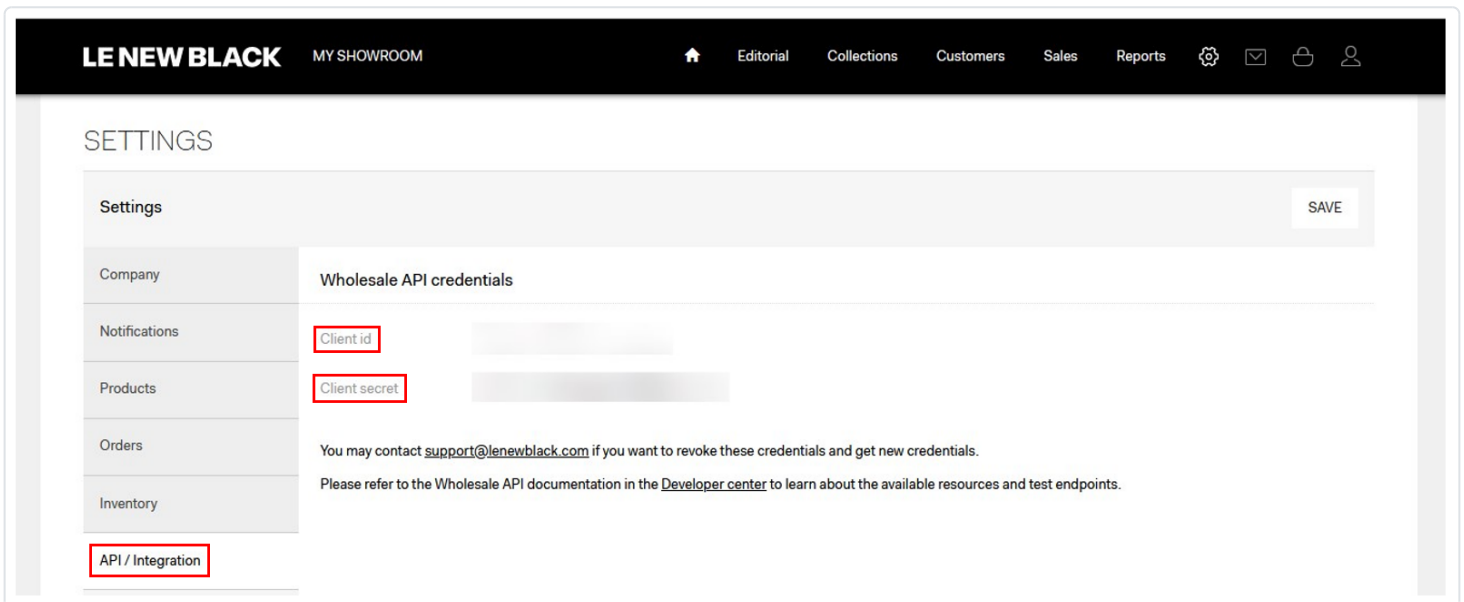 LE NEW BLACK MY SHOWROOM Editorial Collections Customers Sales Reports
SETTINGS
Settings SAVE
Company
Wholesale API credentials
Notifications
Client id
Products
Client secret
Orders
You may contact support@lenewblack.com if you want to revoke these credentials and get new credentials.
Please refer to the Wholesale API documentation in the Developer center to learn about the available resources and test endpoints.
Inventory
API / Integration